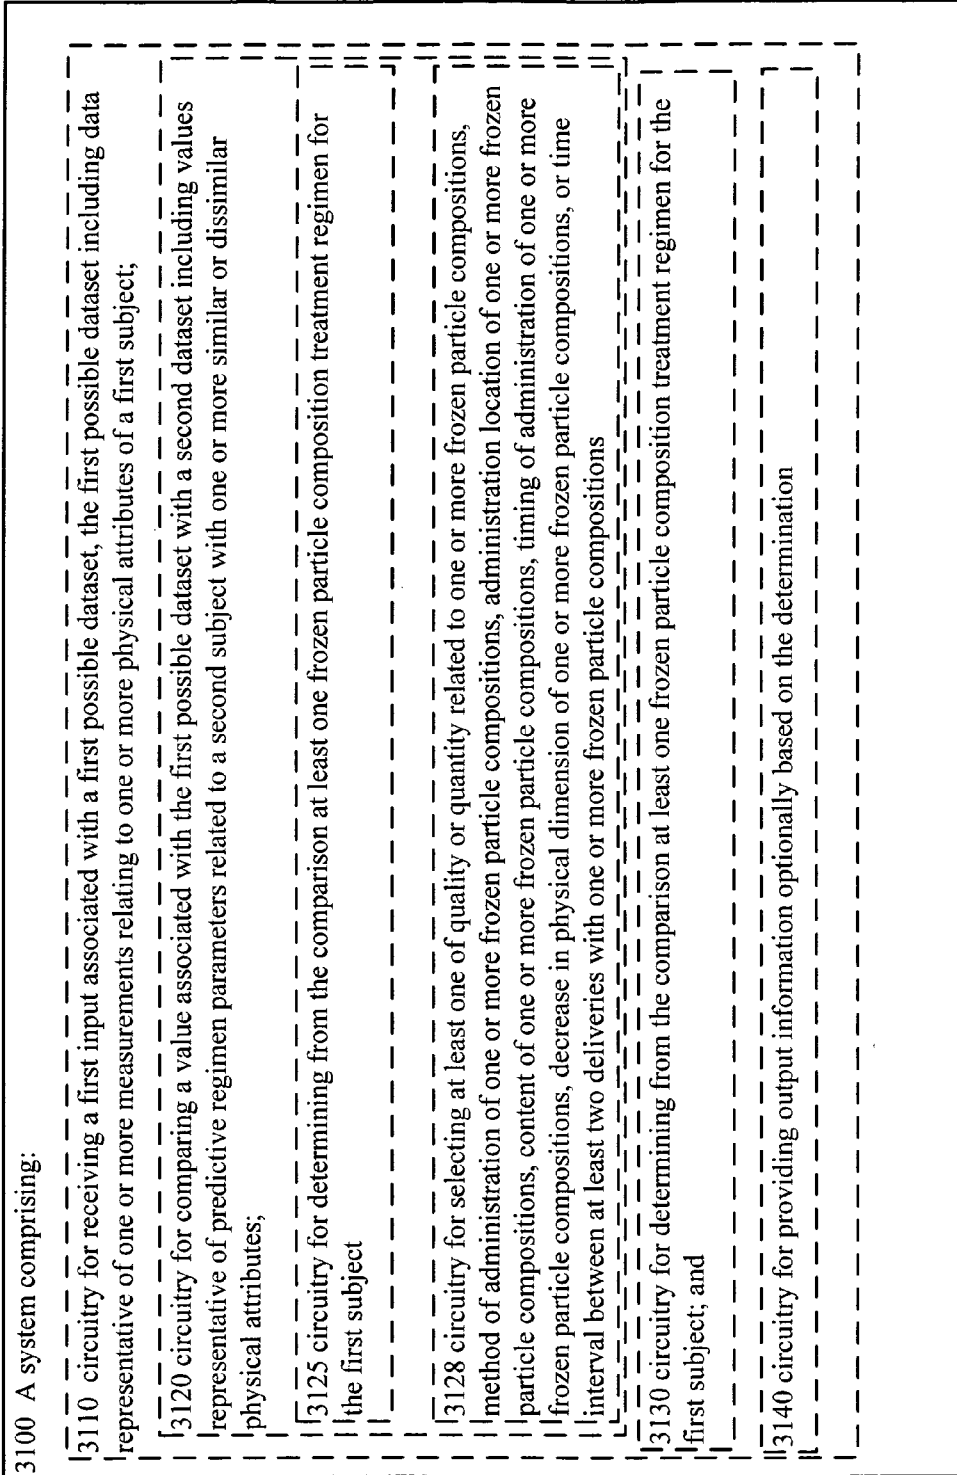 3100 A system comprising:
3110 circuitry for receiving a first input associated with a first possible dataset, the first possible dataset including data
representative of one or more measurements relating to one or more physical attributes of a first subject;
3120 circuitry for comparing a value associated with the first possible dataset with a second dataset including values
representative of predictive regimen parameters related to a second subject with one or more similar or dissimilar
physical attributes;
3125 circuitry for determining from the comparison at least one frozen particle composition treatment regimen for
the first subject
3128 circuitry for selecting at least one of quality or quantity related to one or more frozen particle compositions,
method of administration of one or more frozen particle compositions, administration location of one or more frozen
particle compositions, content of one or more frozen particle compositions, timing of administration of one or more
frozen particle compositions, decrease in physical dimension of one or more frozen particle compositions, or time
interval between at least two deliveries with one or more frozen particle compositions
3130 circuitry for determining from the comparison at least one frozen particle composition treatment regimen for the
first subject; and
3140 circuitry for providing output information optionally based on the determination